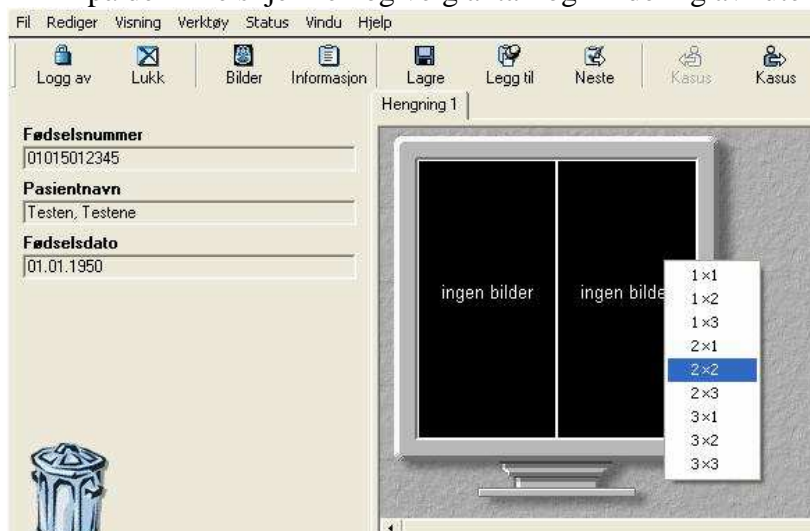 Fil Rediger Visning Verktøy Status Vindu Hjelp
Logg av Lukk Bilder Informasjon Lagre Legg til Neste Kasus Kasus
Hengning 1
Fødselsnummer
01015012345
Pasientnavn
Testen, Testene
Fødselsdato
01.01.1950
ingen bilder ingen bilde
1×1
1×2
1×3
2×1
2×2
2×3
3×1
3×2
3×3